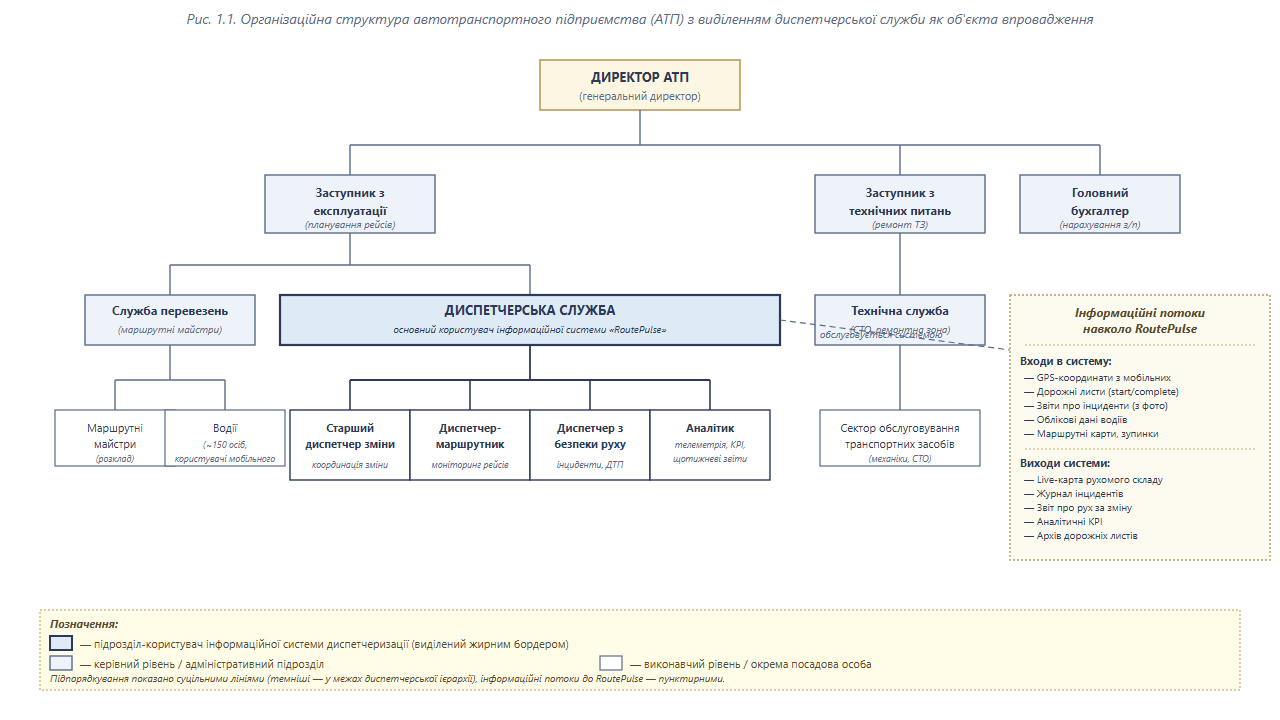 Рис. 1.1. Організаційна структура автотранспортного підприємства (АТП) з виділенням диспетчерської служби як об'єкта впровадження
ДИРЕКТОР АТП
(генеральний директор)
Заступник з
експлуатації
(планування рейсів)
Заступник з
технічних питань
(ремонт ТЗ)
Головний
бухгалтер
(нарахування з/п)
Служба перевезень
(маршрутні майстри)
ДИСПЕТЧЕРСЬКА СЛУЖБА
основний користувач інформаційної системи «RoutePulse»
Технічна служба
(СТО, ремонтна зона)
обслуговується системою
Маршрутні
майстри
(розклад)
Водії
(~150 осіб,
користувачі мобільного
Старший
диспетчер зміни
координація зміни
Диспетчер-
маршрутник
моніторинг рейсів
Диспетчер з
безпеки руху
інциденти, ДТП
Аналітик
телеметрія, KPI,
щотижневі звіти
Сектор обслуговування
транспортних засобів
(механіки, СТО)
Інформаційні потоки
навколо RoutePulse
Входи в систему:
— GPS-координати з мобільних
— Дорожні листи (start/complete)
— Звіти про інциденти (з фото)
— Облікові дані водіїв
— Маршрутні карти, зупинки
Виходи системи:
— Live-карта рухомого складу
— Журнал інцидентів
— Звіт про рух за зміну
— Аналітичні KPI
— Архів дорожніх листів
Позначення:
— підрозділ-користувач інформаційної системи диспетчеризації (виділений жирним бордером)
— керівний рівень / адміністративний підрозділ
— виконавчий рівень / окрема посадова особа
Підпорядкування показано суцільними лініями (темніші — у межах диспетчерської ієрархії), інформаційні потоки до RoutePulse — пунктирними.